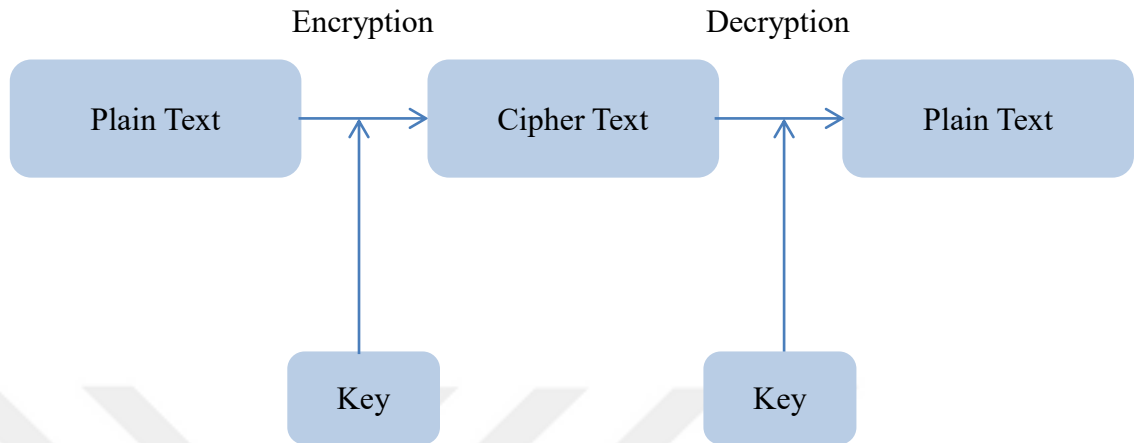 Encryption
Decryption
Plain Text
Cipher Text
Plain Text
Key
Key